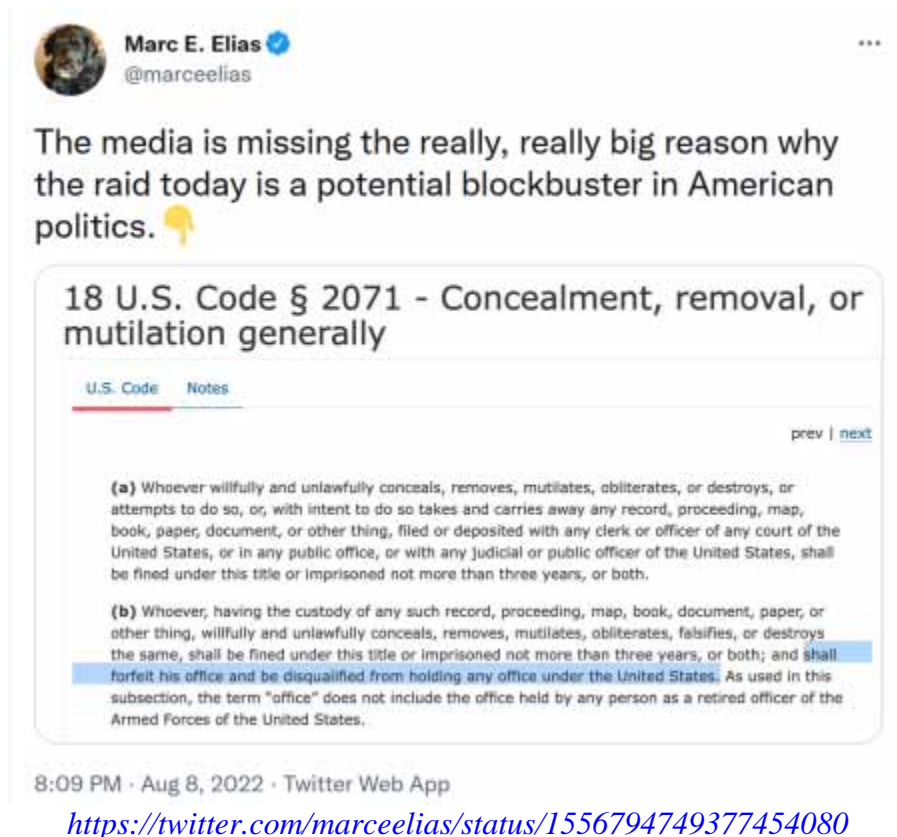 Marc E. Elias
@marceelias
The media is missing the really, really big reason why
the raid today is a potential blockbuster in American
politics. 👇
18 U.S. Code § 2071 - Concealment, removal, or
mutilation generally
U.S. Code Notes
prev | next
(a) Whoever willfully and unlawfully conceals, removes, mutilates, obliterates, or destroys, or
attempts to do so, or, with intent to do so takes and carries away any record, proceeding, map,
book, paper, document, or other thing, filed or deposited with any clerk or officer of any court of the
United States, or in any public office, or with any judicial or public officer of the United States, shall
be fined under this title or imprisoned not more than three years, or both.
(b) Whoever, having the custody of any such record, proceeding, map, book, document, paper, or
other thing, willfully and unlawfully conceals, removes, mutilates, obliterates, falsifies, or destroys
the same, shall be fined under this title or imprisoned not more than three years, or both; and shall
forfeit his office and be disqualified from holding any office under the United States. As used in this
subsection, the term "office" does not include the office held by any person as a retired officer of the
Armed Forces of the United States.
8:09 PM · Aug 8, 2022 · Twitter Web App
https://twitter.com/marceelias/status/1556794749377454080